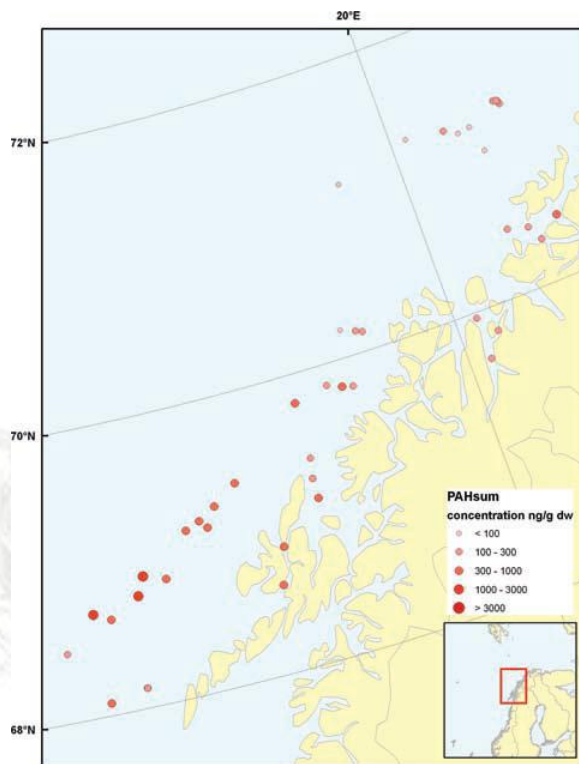 20°E
72°N
70°N
68°N
PAHsum
concentration ng/g dw
< 100
100 - 300
300 - 1000
1000 - 3000
> 3000